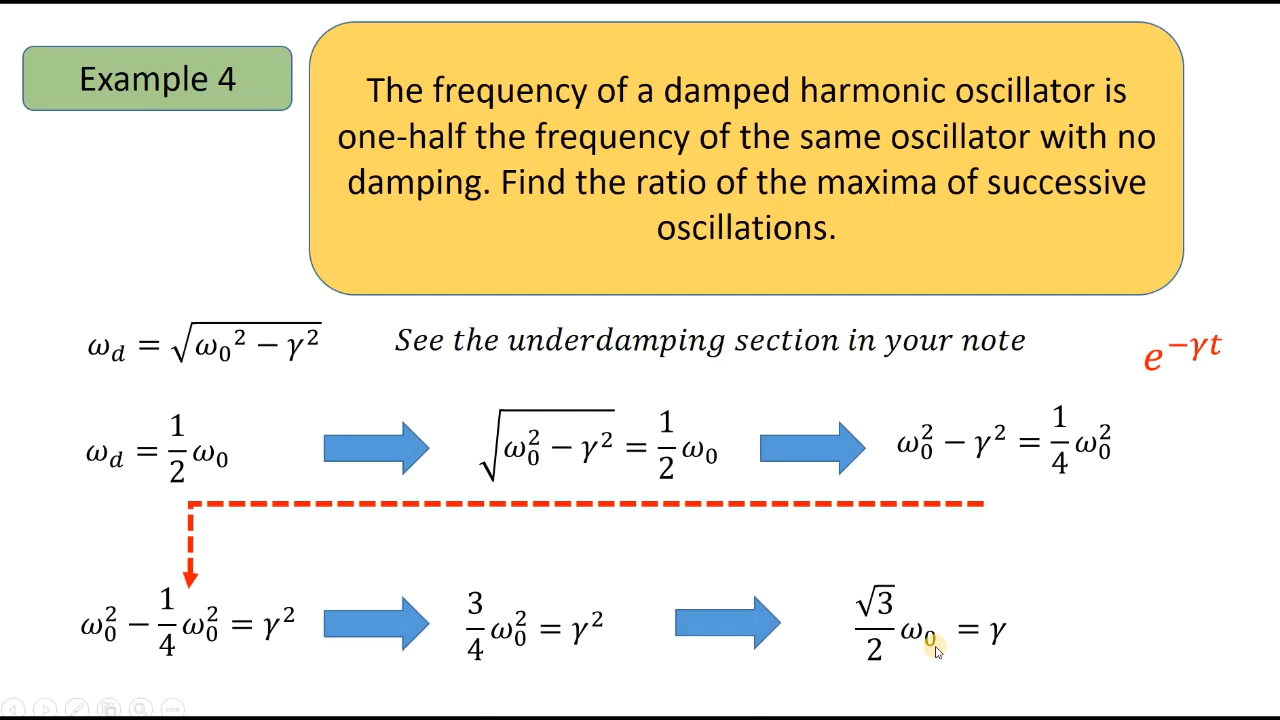 Example 4
The frequency of a damped harmonic oscillator is
one-half the frequency of the same oscillator with no
damping. Find the ratio of the maxima of successive
oscillations.
ω_d = √(ω₀² − γ²) See the underdamping section in your note e^{−γt}
ω_d = 1/2 ω₀ √(ω₀² − γ²) = 1/2 ω₀ ω₀² − γ² = 1/4 ω₀²
ω₀² − 1/4 ω₀² = γ² 3/4 ω₀² = γ² √3/2 ω₀ = γ